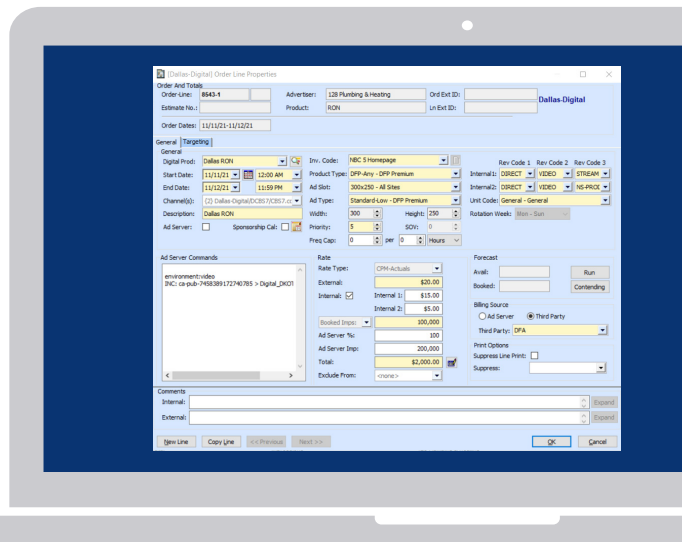 [Dallas-Digital] Order Line Properties
Order And Totals
Order-Line: 8543-1 Advertiser: 128 Plumbing & Heating Ord Ext ID:
Dallas-Digital
Estimate No.: Product: RON Ln Ext ID:
Order Dates: 11/11/21-11/12/21
General Targeting
General
Digital Prod: Dallas RON Inv. Code: NBC 5 Homepage Rev Code 1 Rev Code 2 Rev Code 3
Start Date: 11/11/21 12:00 AM Product Type: DFP-Any - DFP Premium Internal1: DIRECT VIDEO STREAM
End Date: 11/12/21 11:59 PM Ad Slot: 300x250 - All Sites Internal2: DIRECT VIDEO
Channel(s): (2) Dallas-Digital/DCBS7/CBS7.cc Ad Type: Standard-Low - DFP Premium Unit Code: General - General
Description: Dallas RON Width: 300 Height: 250 Rotation Week: Mon - Sun
Ad Server: Sponsorship Cal: Priority: 5 SOV: 0
Freq Cap: 0 per 0 Hours
Ad Server Commands Rate Forecast
environment:video
INC: ca-pub-7458389172740785 > Digital_DKOT
Rate Type: CPM-Actuals Avail: Run
External: $20.00 Booked: Contending
Internal: Internal 1: $15.00
Internal 2: $5.00 Billing Source
Booked Imps: 100,000 Ad Server Third Party
Ad Server %: 100 Third Party: DFA
Ad Server Imp: 200,000 Print Options
Total: $2,000.00 Suppress Line Print:
Exclude From: <none> Suppress:
Comments
Internal: Expand
External: Expand
New Line Copy Line << Previous Next >> OK Cancel